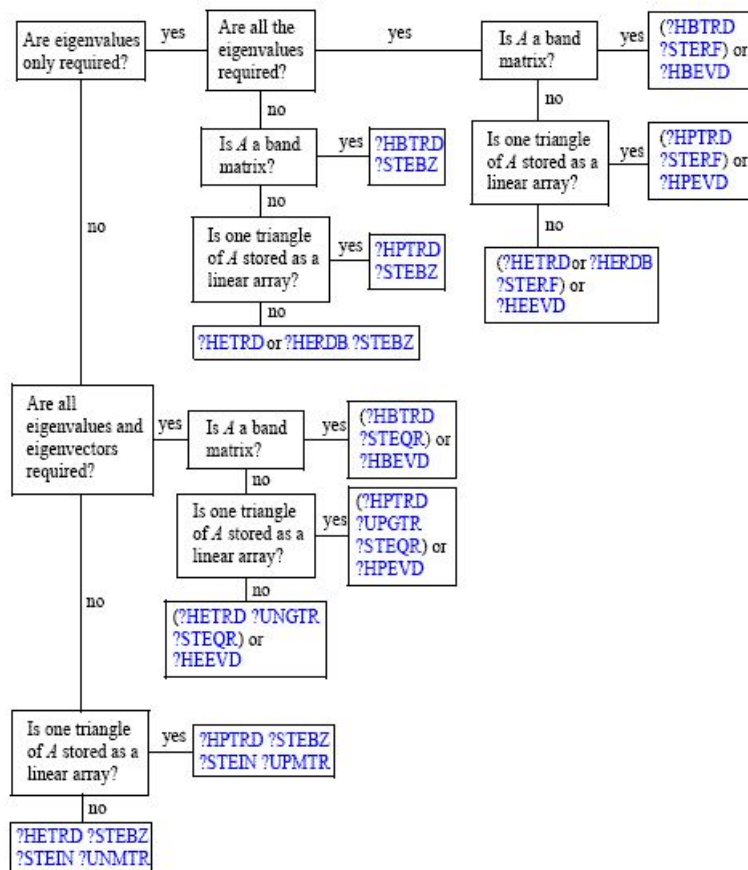 Are eigenvalues
only required?
yes
Are all the
eigenvalues
required?
yes
Is A a band
matrix?
yes
(?HBTRD
?STERF) or
?HBEVD
no
no
Is A a band
matrix?
yes
?HBTRD
?STEBZ
Is one triangle
of A stored as a
linear array?
yes
(?HPTRD
?STERF) or
?HPEVD
no
no
no
Is one triangle
of A stored as a
linear array?
yes
?HPTRD
?STEBZ
(?HETRD or ?HERDB
?STERF) or
?HEEVD
no
?HETRD or ?HERDB ?STEBZ
Are all
eigenvalues and
eigenvectors
required?
yes
Is A a band
matrix?
yes
(?HBTRD
?STEQR) or
?HBEVD
no
Is one triangle
of A stored as a
linear array?
yes
(?HPTRD
?UPGTR
?STEQR) or
?HPEVD
no
no
(?HETRD ?UNGTR
?STEQR) or
?HEEVD
Is one triangle
of A stored as a
linear array?
yes
?HPTRD ?STEBZ
?STEIN ?UPMTR
no
?HETRD ?STEBZ
?STEIN ?UNMTR